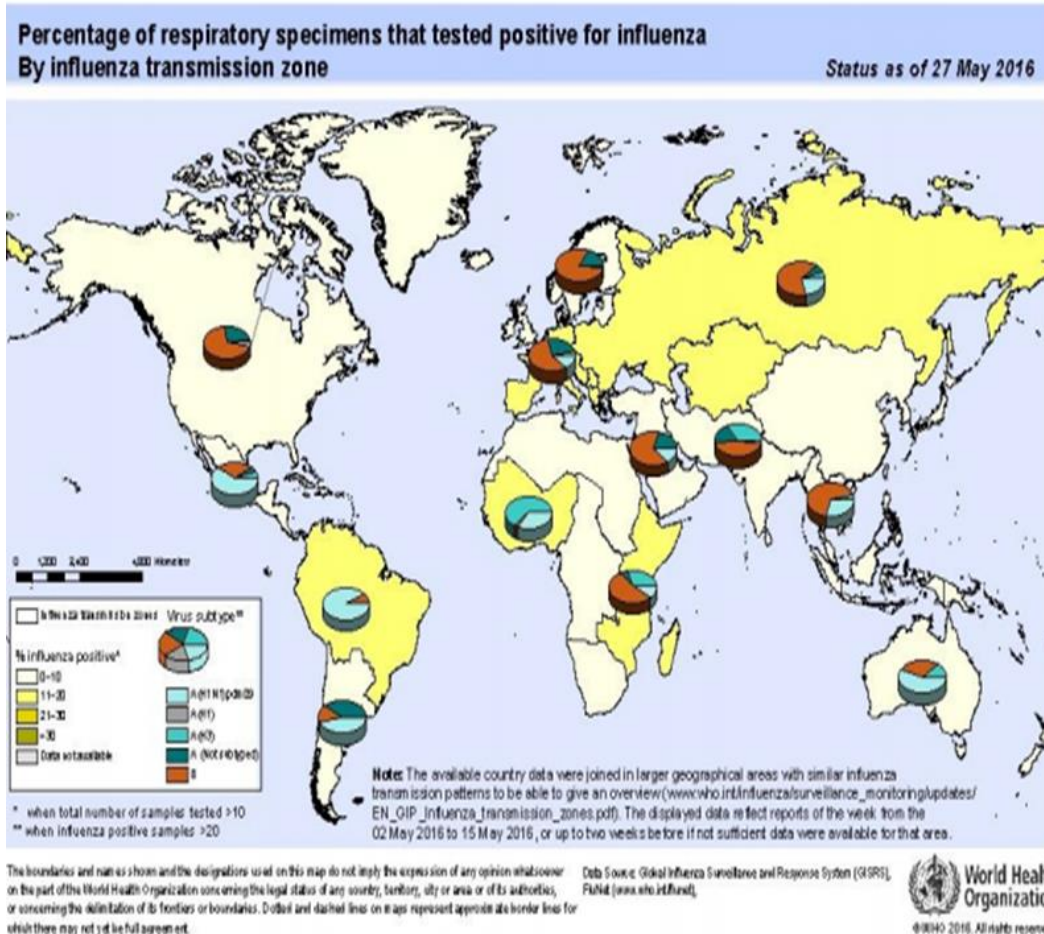 Percentage of respiratory specimens that tested positive for influenza
By influenza transmission zone
Status as of 27 May 2016
% influenza positive*
Virus subtype**
0-10
11-20
21-30
Data not available
A (H1)
A (H3)
A (Not subtyped)
B
* when total number of samples tested >10
** when influenza positive samples >20
Note: The available country data were joined in larger geographical areas with similar influenza
transmission patterns to be able to give an overview (www.who.int/influenza/surveillance_monitoring/updates/
EN_GIP_Influenza_transmission_zones.pdf). The displayed data reflect reports of the week from the
02 May 2016 to 15 May 2016, or up to two weeks before if not sufficient data were available for that area.
The boundaries and names shown and the designations used on this map do not imply the expression of any opinion whatsoever
on the part of the World Health Organization concerning the legal status of any country, territory, city or area or of its authorities,
or concerning the delimitation of its frontiers or boundaries. Dotted and dashed lines on maps represent approximate border lines for
which there may not yet be full agreement.
Data Source: Global Influenza Surveillance and Response System (GISRS),
FluNet (www.who.int/flunet),
World Heal
Organizatio
© WHO 2016. All rights reserve